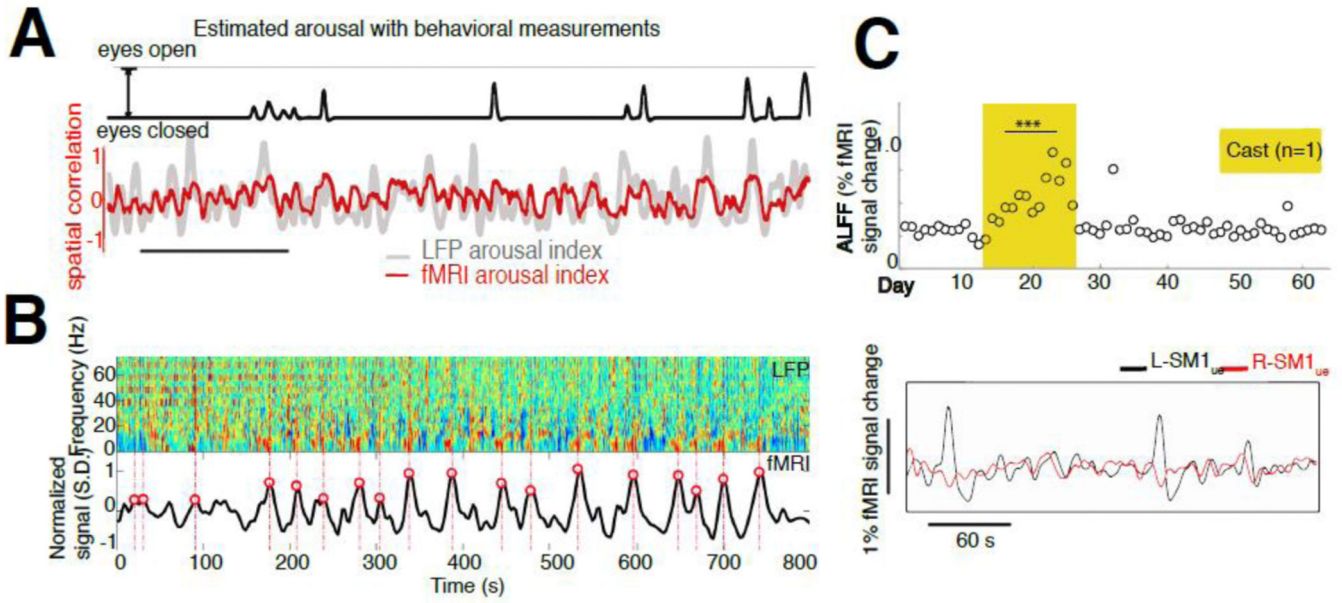 A
Estimated arousal with behavioral measurements
eyes open
eyes closed
spatial correlation
1
0
-1
LFP arousal index
fMRI arousal index
B
Frequency (Hz)
60
40
20
0
LFP
Normalized
signal (S.D.)
1
0
-1
fMRI
0 100 200 300 400 500 600 700 800
Time (s)
C
ALFF (% fMRI
signal change)
1.0
0
***
Cast (n=1)
Day 10 20 30 40 50 60
L-SM1ue R-SM1ue
1% fMRI signal change
60 s